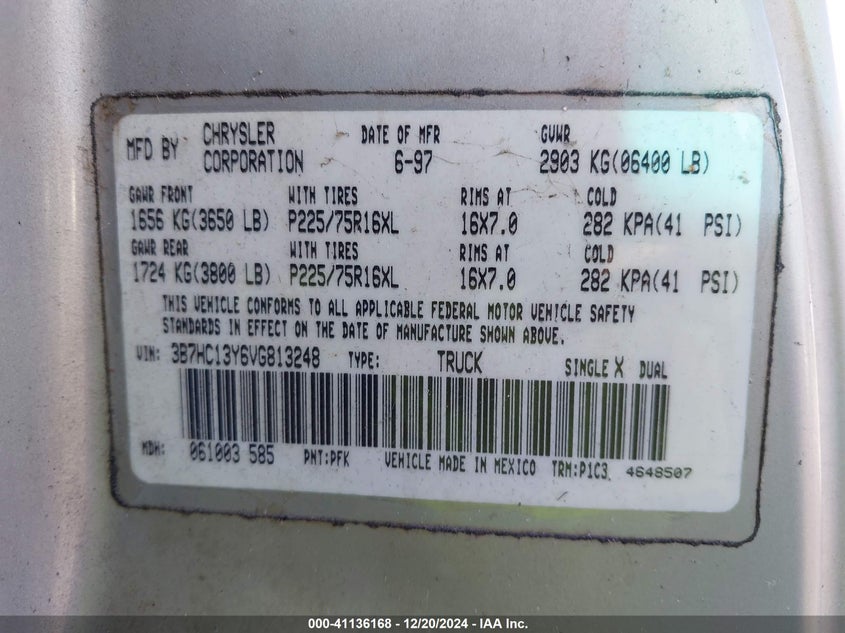 MFD BY CHRYSLER CORPORATION DATE OF MFR 6-97 GVWR 2903 KG(06400 LB)
GAWR FRONT WITH TIRES RIMS AT COLD
1656 KG(3650 LB) P225/75R16XL 16X7.0 282 KPA(41 PSI)
GAWR REAR WITH TIRES RIMS AT COLD
1724 KG(3800 LB) P225/75R16XL 16X7.0 282 KPA(41 PSI)
THIS VEHICLE CONFORMS TO ALL APPLICABLE FEDERAL MOTOR VEHICLE SAFETY
STANDARDS IN EFFECT ON THE DATE OF MANUFACTURE SHOWN ABOVE.
VIN: 3B7HC13Y6VG813248 TYPE: TRUCK SINGLE X DUAL
MDH: 061003 585 PNT:PFK VEHICLE MADE IN MEXICO TRM:P1C3 4648507
000-41136168 - 12/20/2024 - IAA Inc.